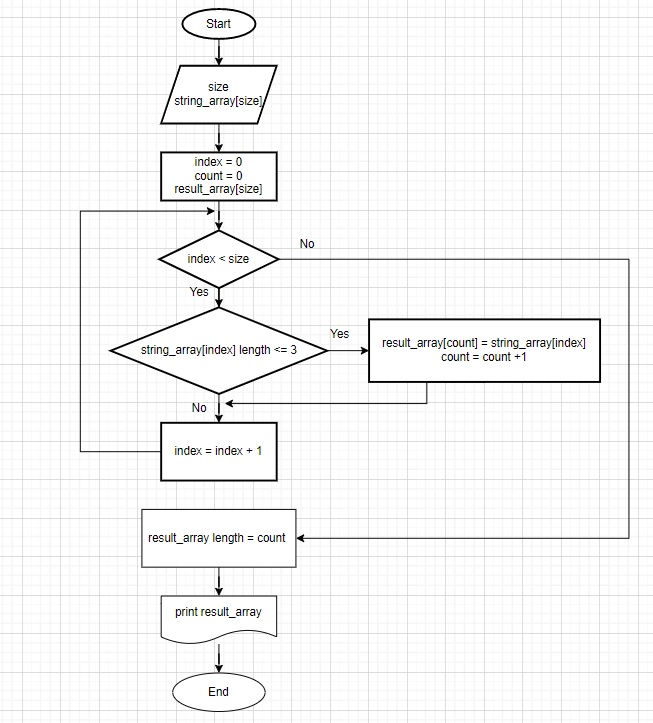 Start
size
string_array[size]
index = 0
count = 0
result_array[size]
index < size
No
Yes
string_array[index] length <= 3
Yes
result_array[count] = string_array[index]
count = count +1
No
index = index + 1
result_array length = count
print result_array
End